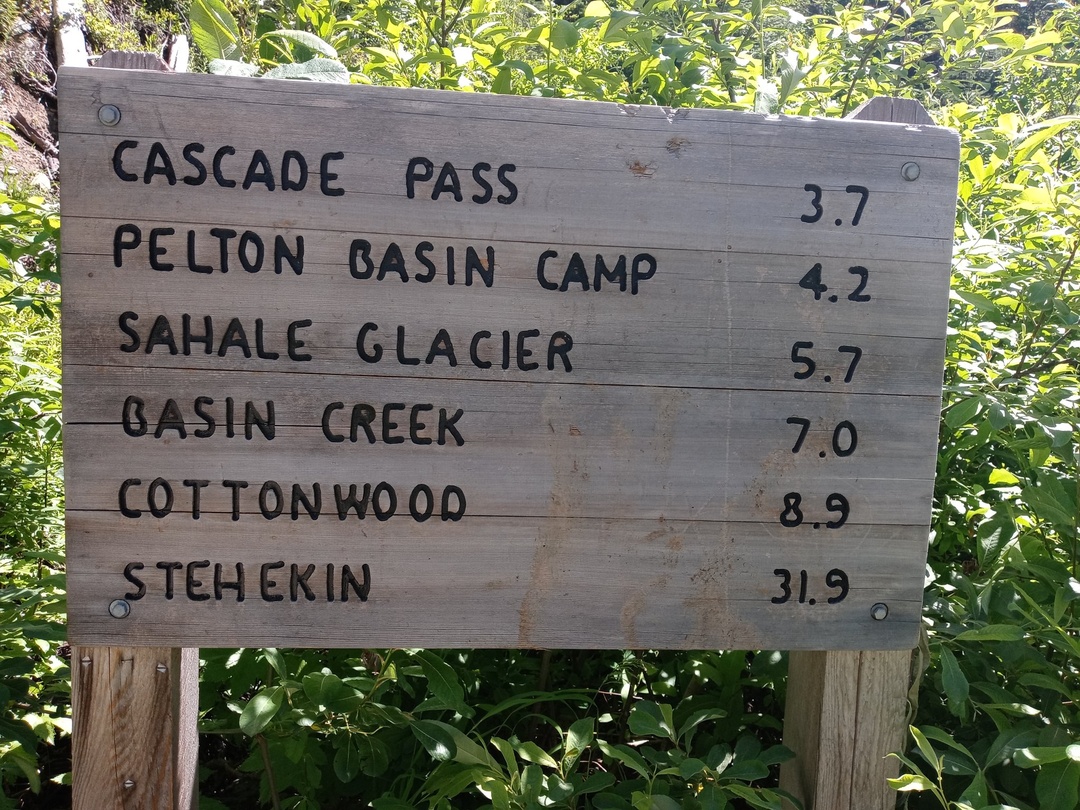 CASCADE PASS 3.7
PELTON BASIN CAMP 4.2
SAHALE GLACIER 5.7
BASIN CREEK 7.0
COTTONWOOD 8.9
STEHEKIN 31.9